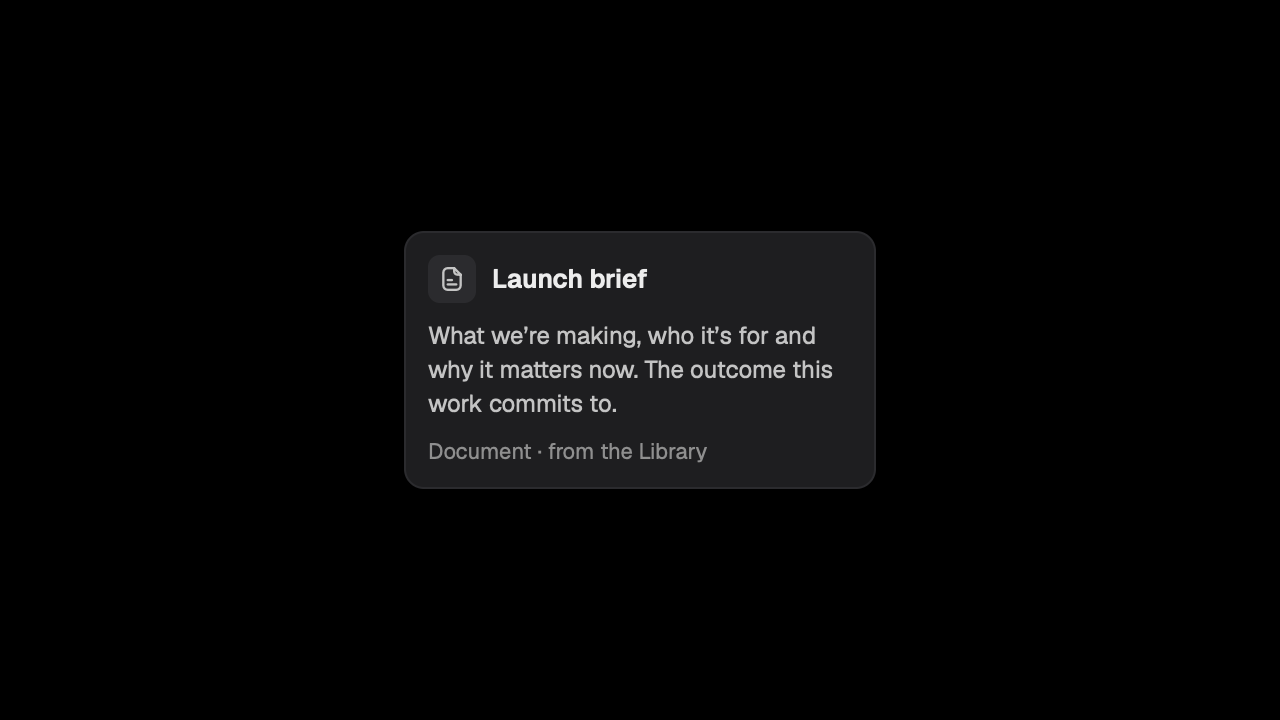 Launch brief
What we’re making, who it’s for and
why it matters now. The outcome this
work commits to.
Document · from the Library